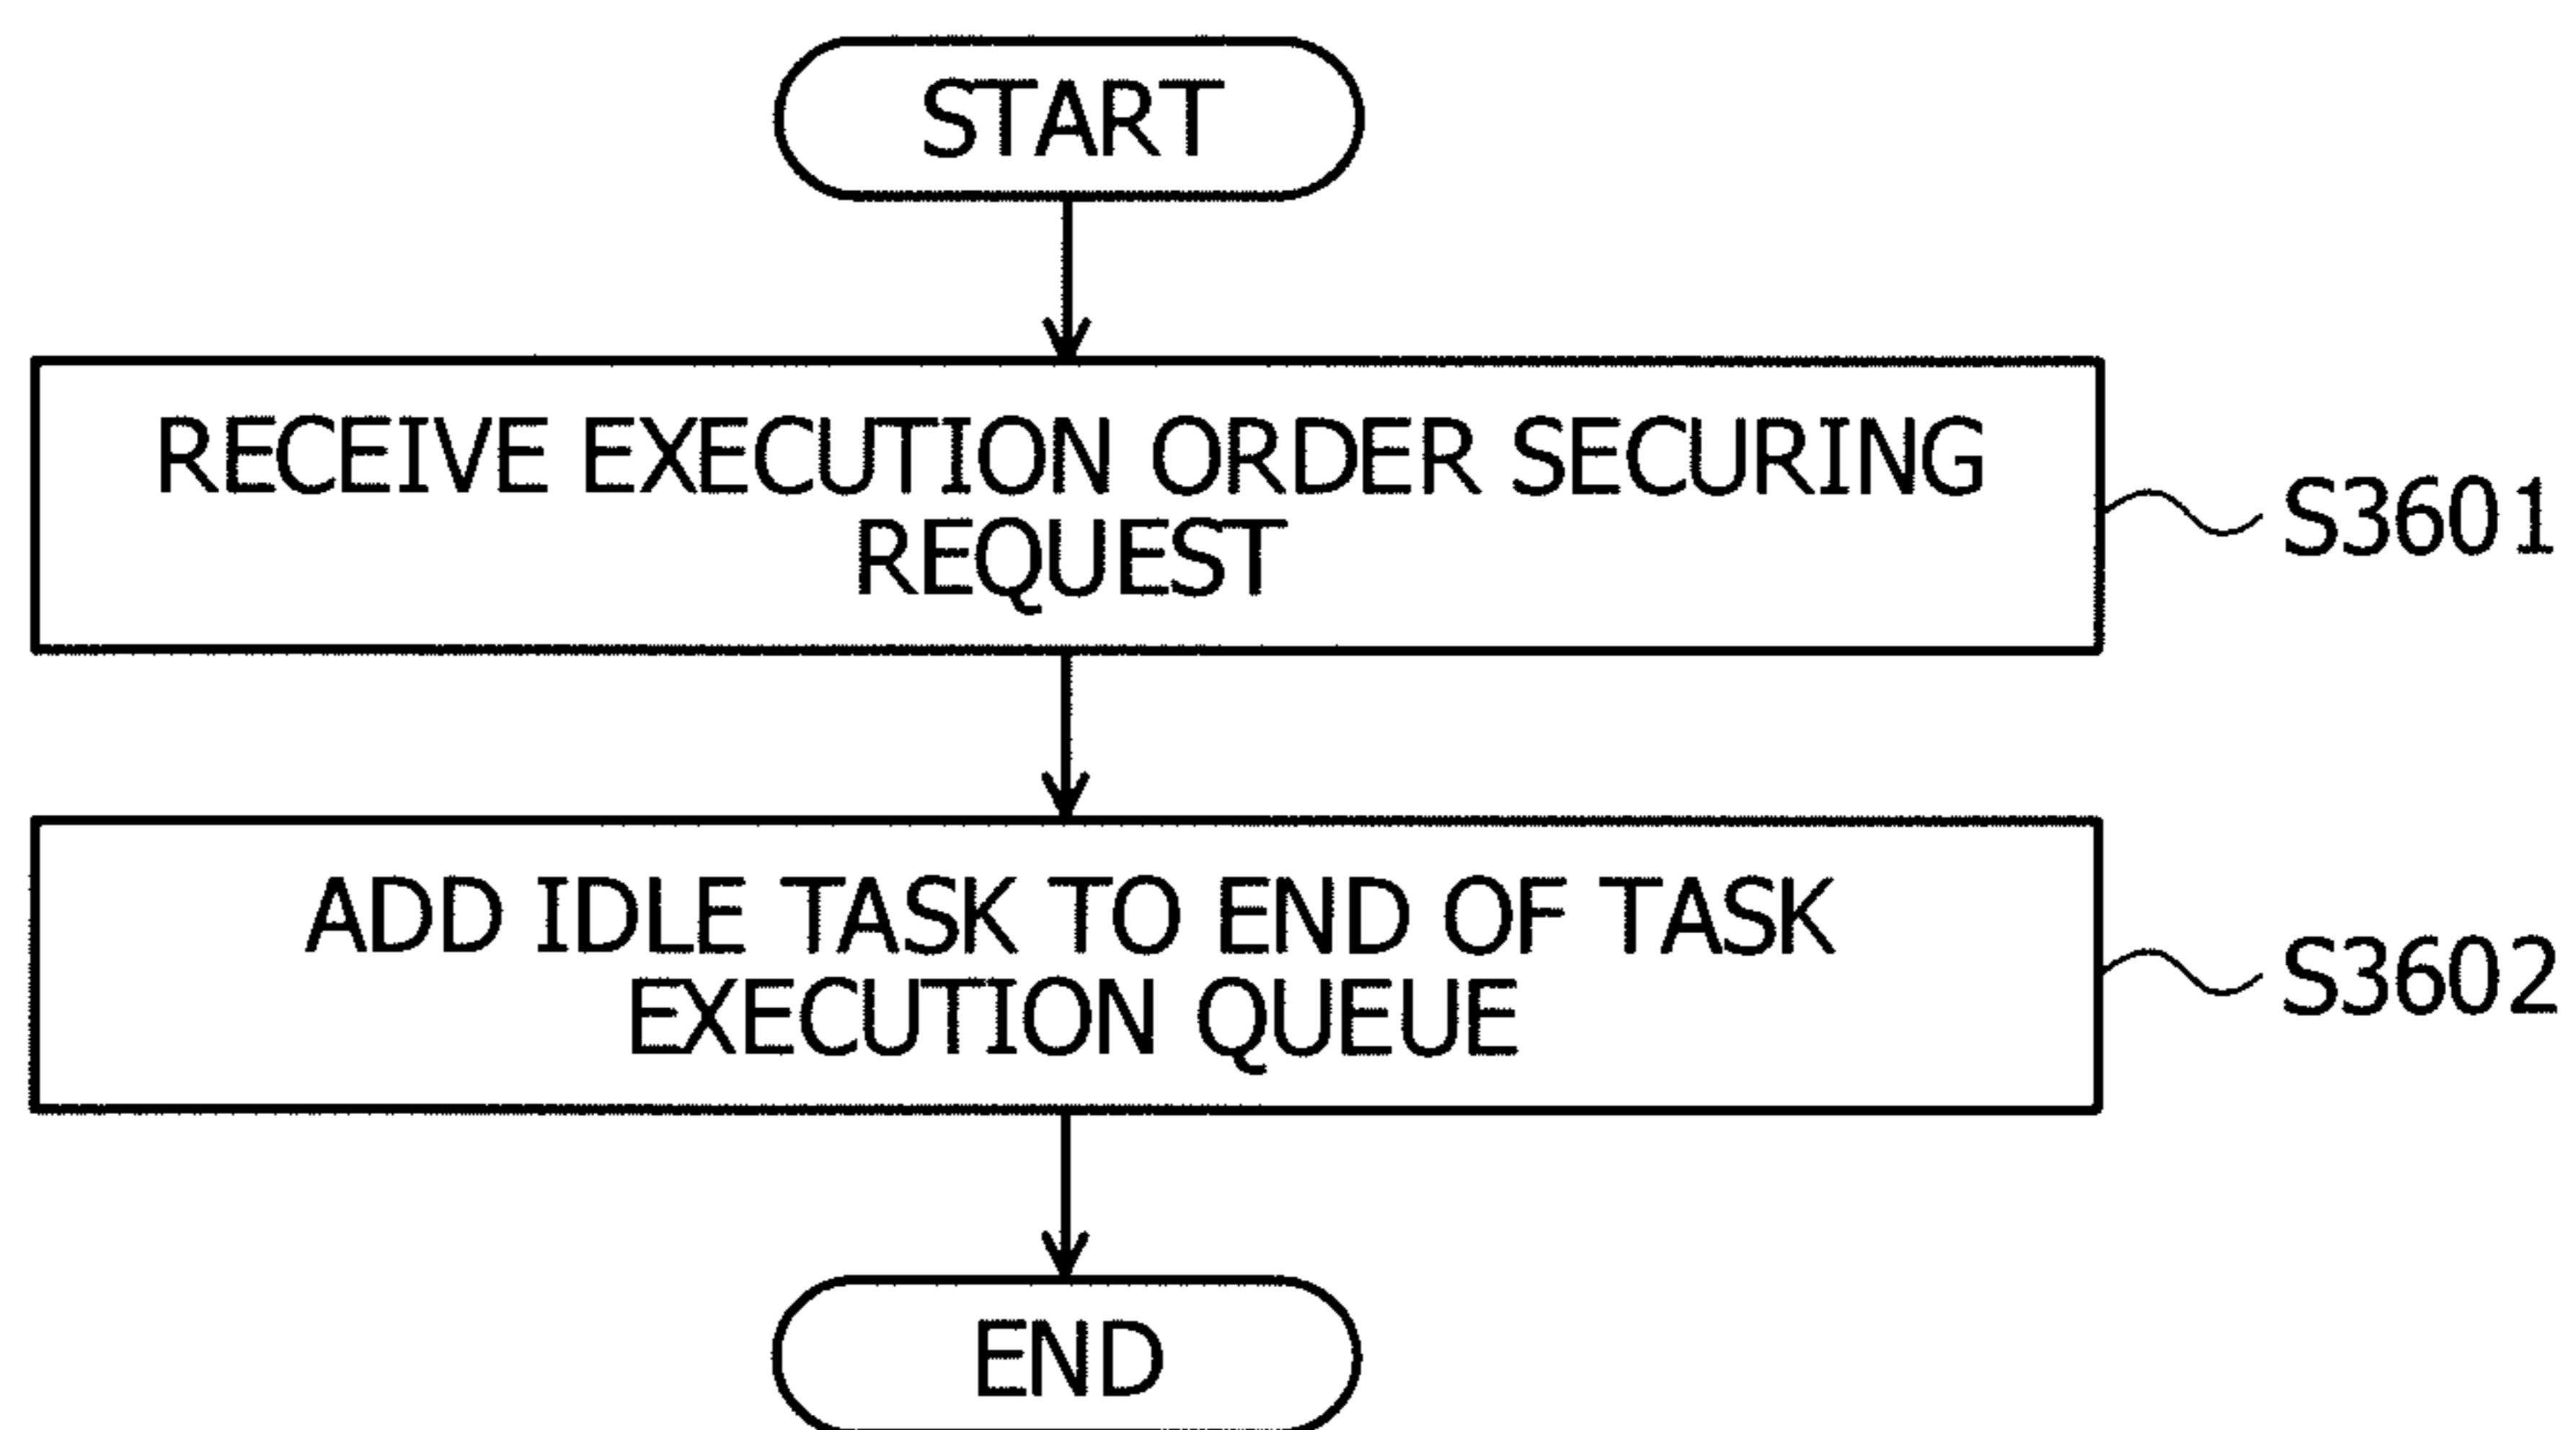 START
RECEIVE EXECUTION ORDER SECURING
REQUEST
S3601
ADD IDLE TASK TO END OF TASK
EXECUTION QUEUE
S3602
END